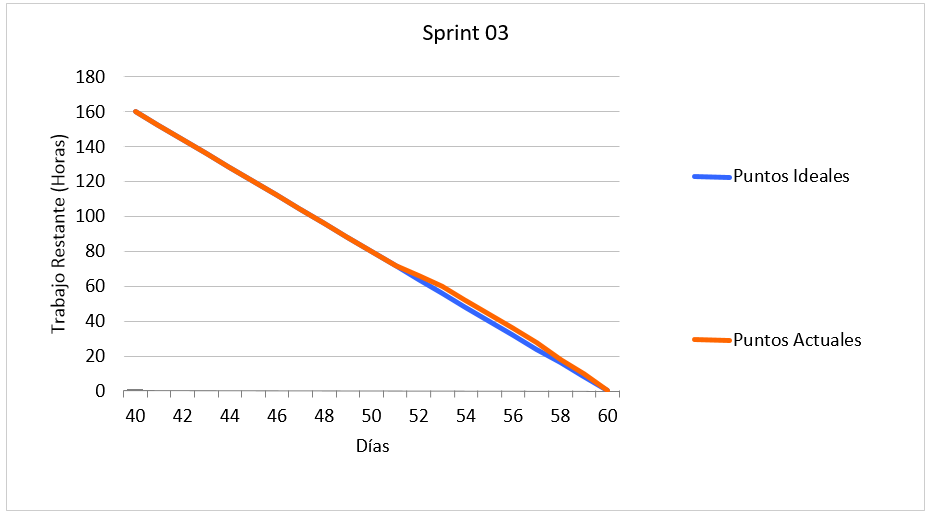 Sprint 03
Trabajo Restante (Horas)
180
160
140
120
100
80
60
40
20
0
40 42 44 46 48 50 52 54 56 58 60
Días
Puntos Ideales
Puntos Actuales